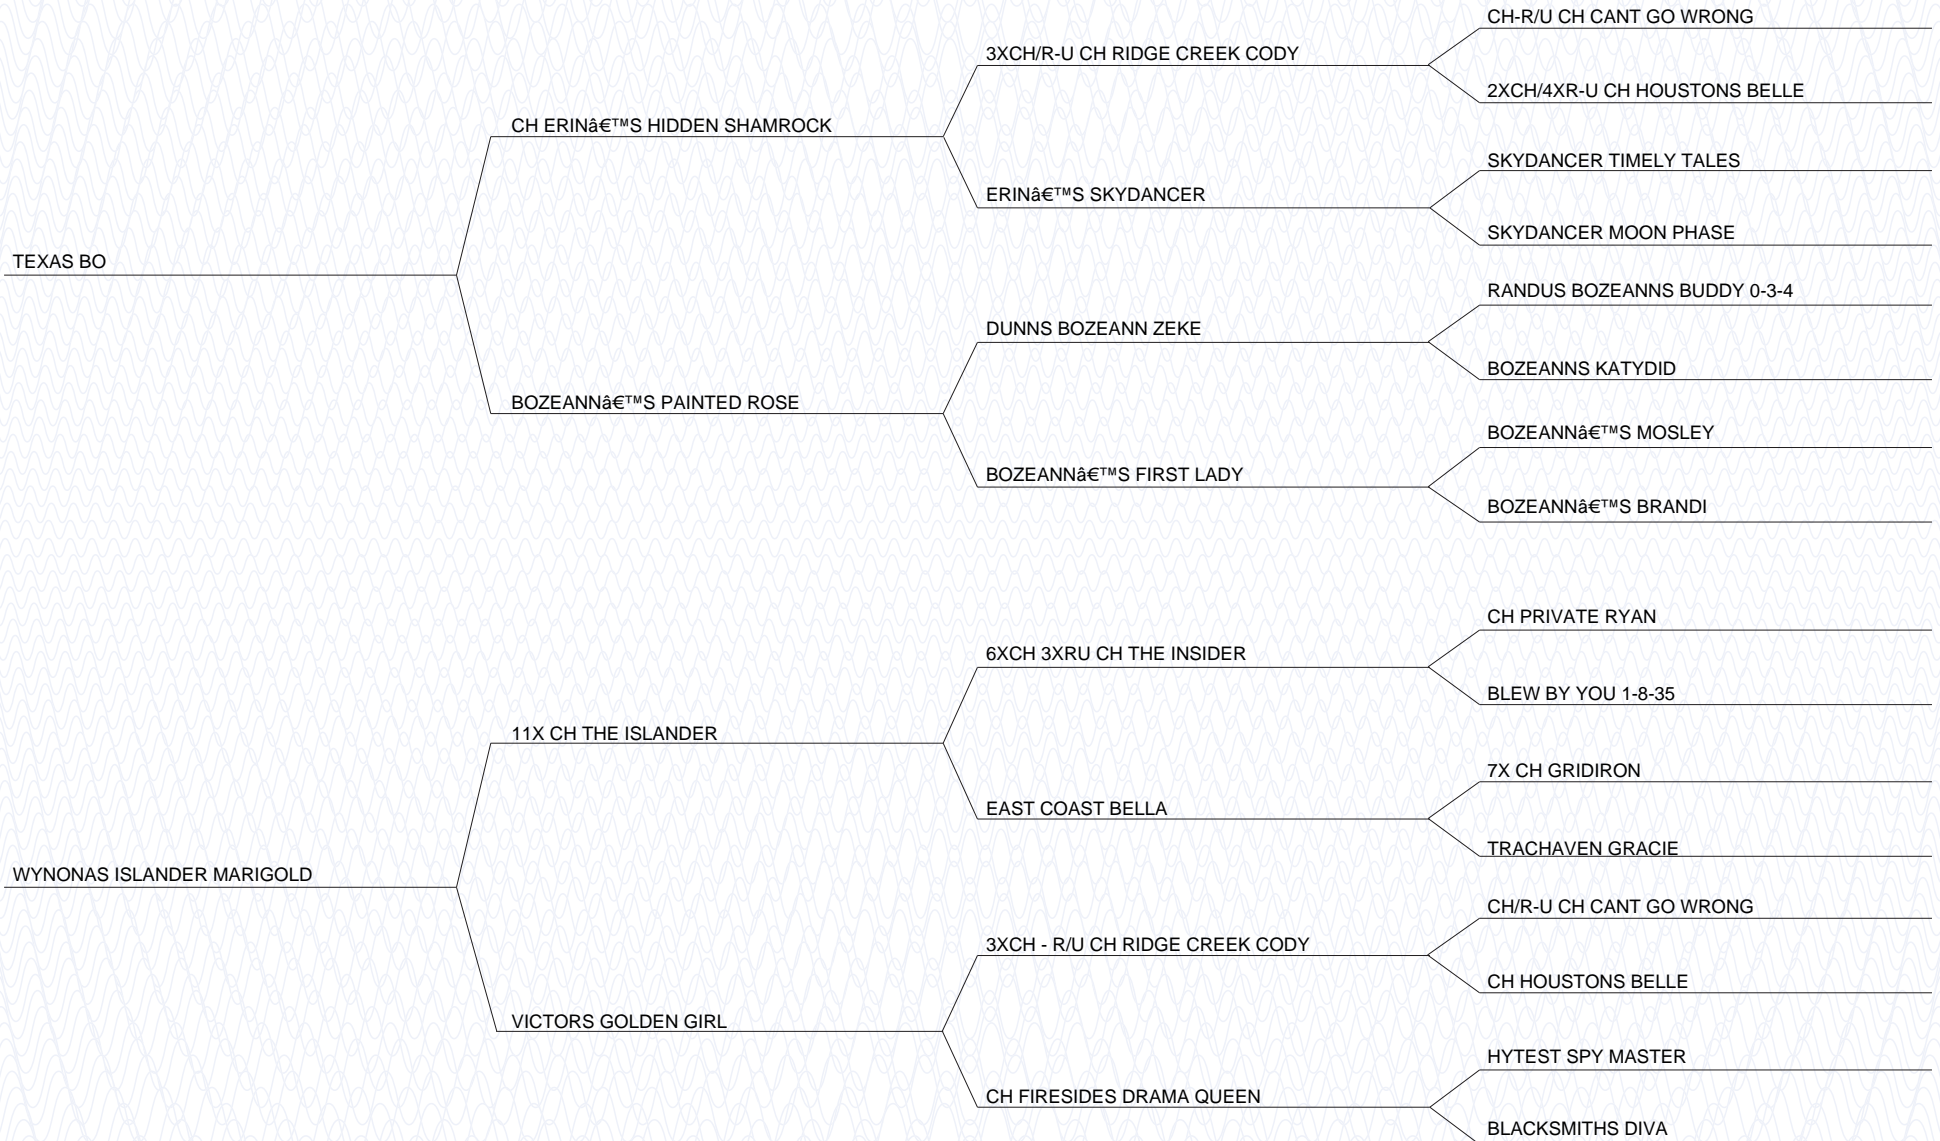 CH-R/U CH CANT GO WRONG
3XCH/R-U CH RIDGE CREEK CODY
2XCH/4XR-U CH HOUSTONS BELLE
CH ERINâ€™S HIDDEN SHAMROCK
SKYDANCER TIMELY TALES
ERINâ€™S SKYDANCER
SKYDANCER MOON PHASE
TEXAS BO
RANDUS BOZEANNS BUDDY 0-3-4
DUNNS BOZEANN ZEKE
BOZEANNS KATYDID
BOZEANNâ€™S PAINTED ROSE
BOZEANNâ€™S MOSLEY
BOZEANNâ€™S FIRST LADY
BOZEANNâ€™S BRANDI
CH PRIVATE RYAN
6XCH 3XRU CH THE INSIDER
BLEW BY YOU 1-8-35
11X CH THE ISLANDER
7X CH GRIDIRON
EAST COAST BELLA
TRACHAVEN GRACIE
WYNONAS ISLANDER MARIGOLD
CH/R-U CH CANT GO WRONG
3XCH - R/U CH RIDGE CREEK CODY
CH HOUSTONS BELLE
VICTORS GOLDEN GIRL
HYTEST SPY MASTER
CH FIRESIDES DRAMA QUEEN
BLACKSMITHS DIVA